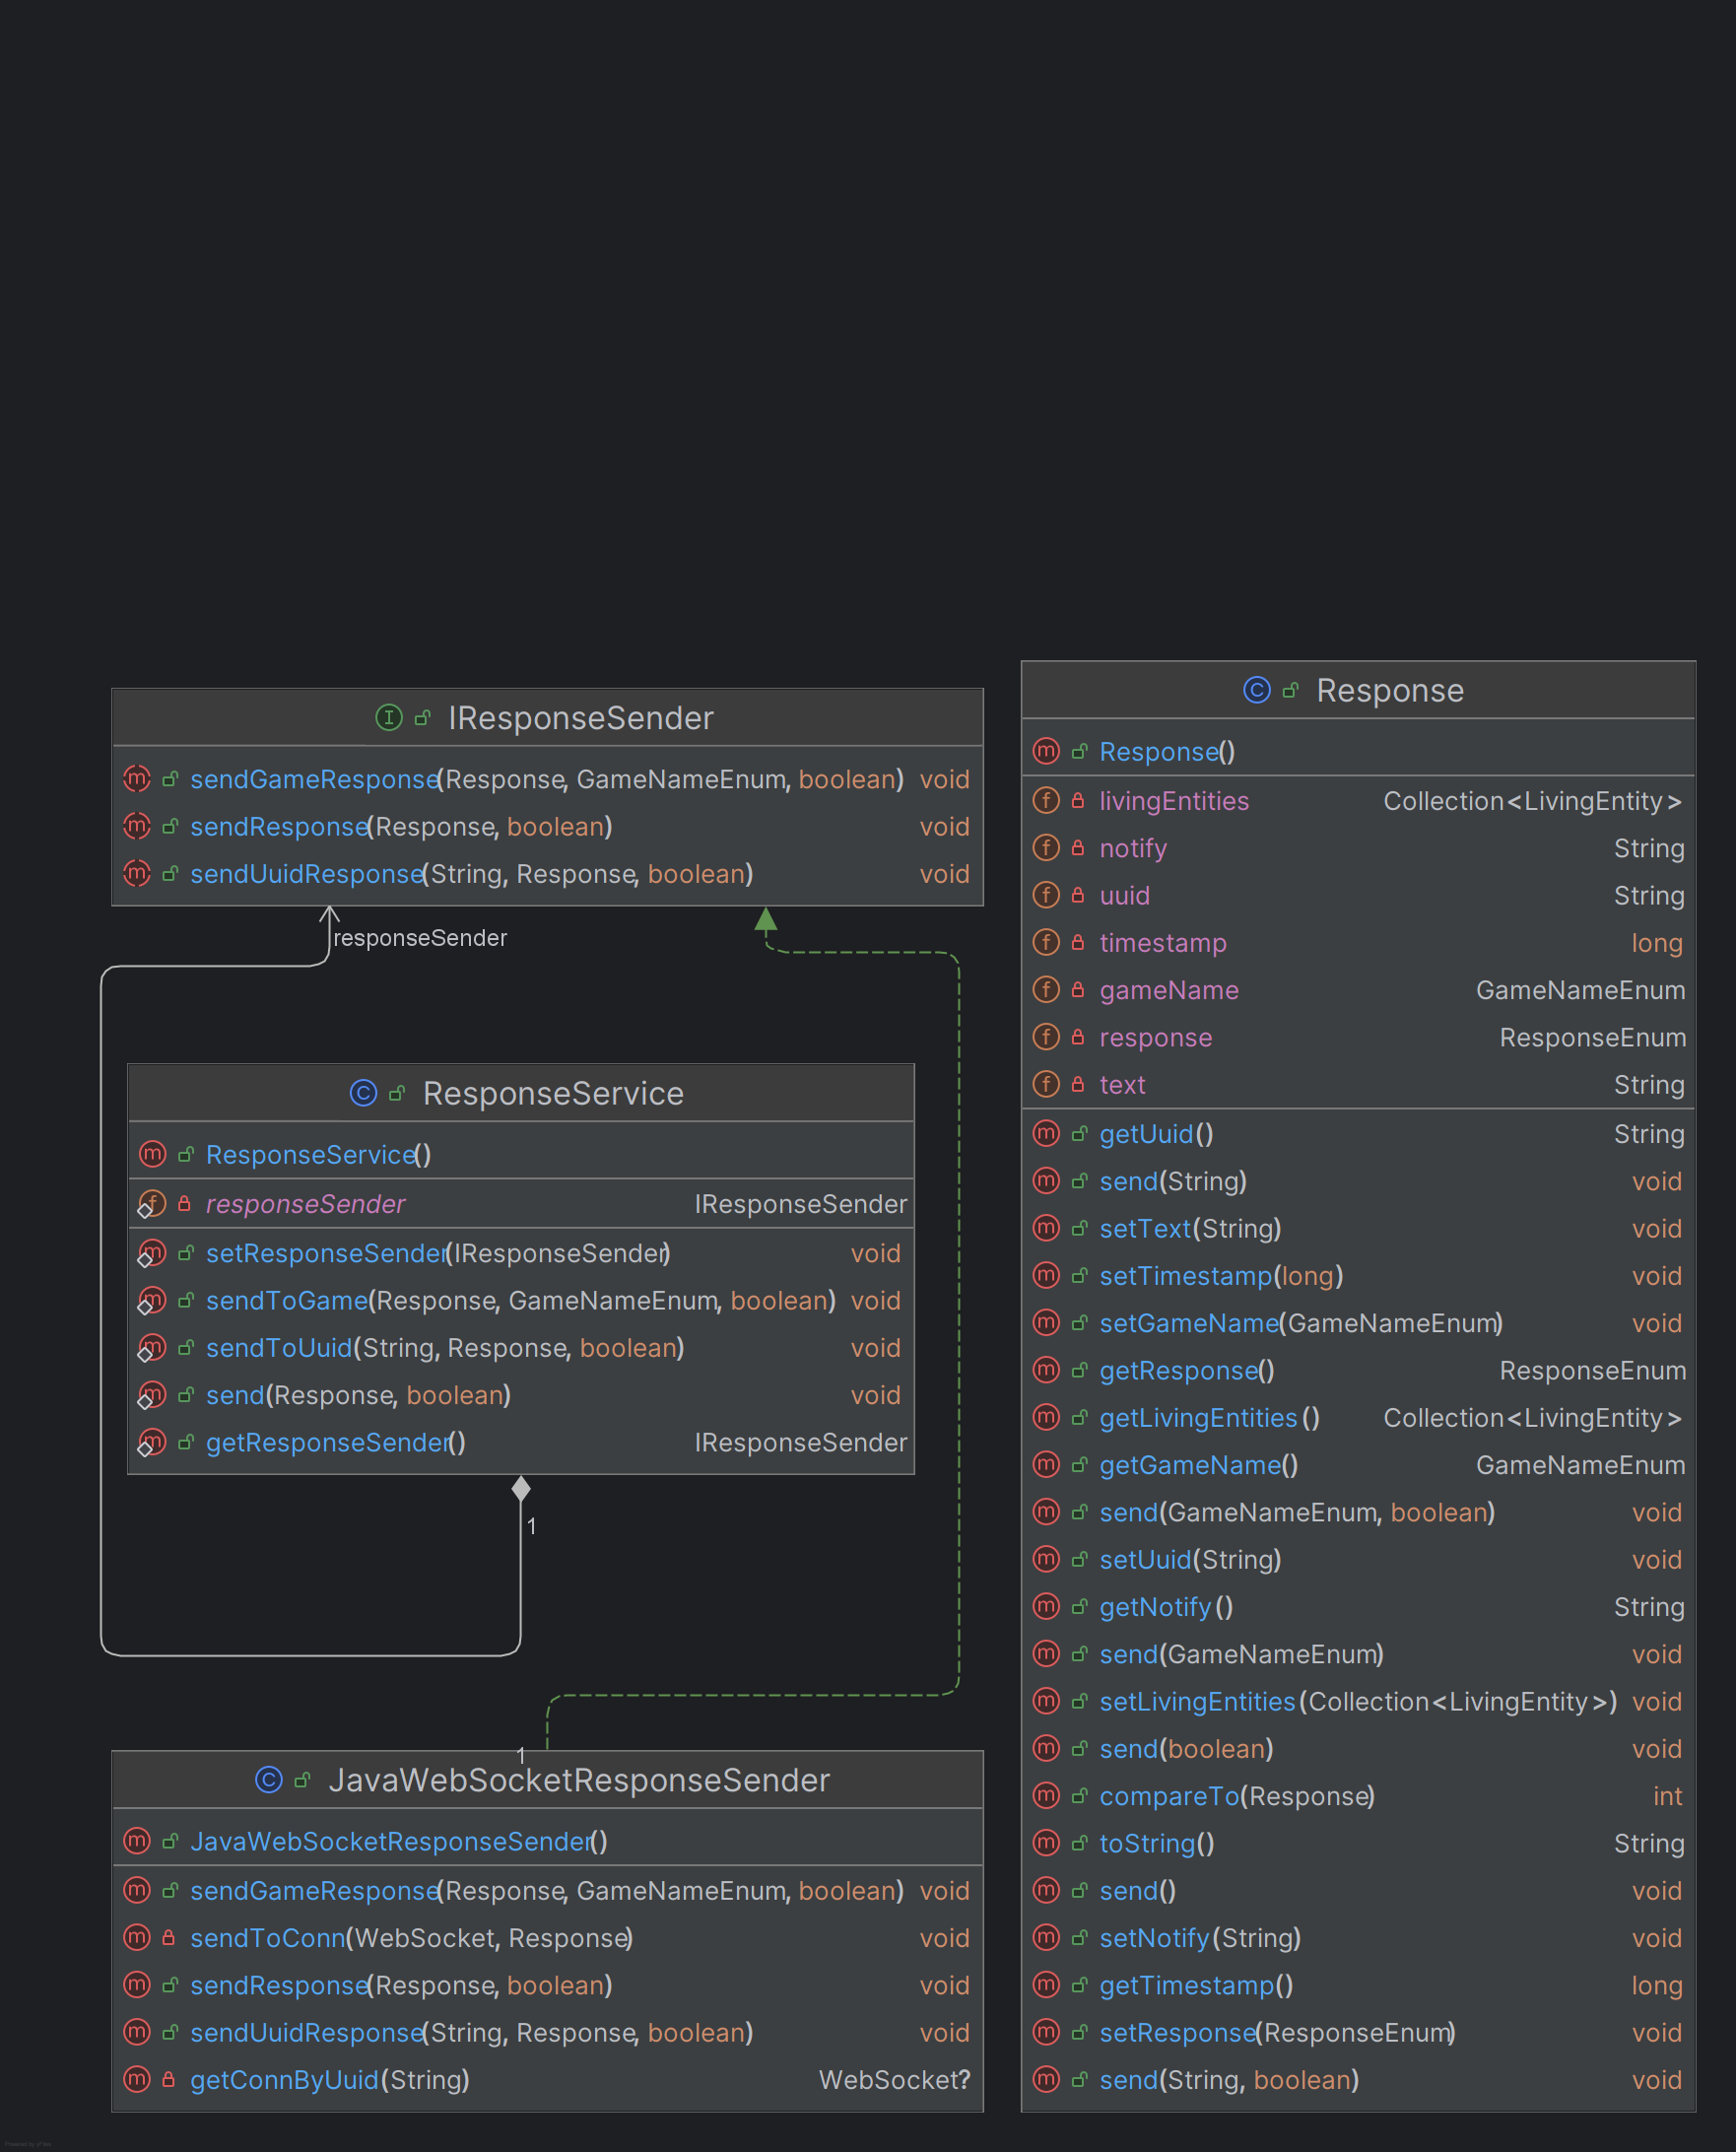 IResponseSender
sendGameResponse(Response, GameNameEnum, boolean) void
sendResponse(Response, boolean) void
sendUuidResponse(String, Response, boolean) void
responseSender
ResponseService
ResponseService()
responseSender IResponseSender
setResponseSender(IResponseSender) void
sendToGame(Response, GameNameEnum, boolean) void
sendToUuid(String, Response, boolean) void
send(Response, boolean) void
getResponseSender() IResponseSender
1
1
JavaWebSocketResponseSender
JavaWebSocketResponseSender()
sendGameResponse(Response, GameNameEnum, boolean) void
sendToConn(WebSocket, Response) void
sendResponse(Response, boolean) void
sendUuidResponse(String, Response, boolean) void
getConnByUuid(String) WebSocket?
Response
Response()
livingEntities Collection<LivingEntity>
notify String
uuid String
timestamp long
gameName GameNameEnum
response ResponseEnum
text String
getUuid() String
send(String) void
setText(String) void
setTimestamp(long) void
setGameName(GameNameEnum) void
getResponse() ResponseEnum
getLivingEntities() Collection<LivingEntity>
getGameName() GameNameEnum
send(GameNameEnum, boolean) void
setUuid(String) void
getNotify() String
send(GameNameEnum) void
setLivingEntities(Collection<LivingEntity>) void
send(boolean) void
compareTo(Response) int
toString() String
send() void
setNotify(String) void
getTimestamp() long
setResponse(ResponseEnum) void
send(String, boolean) void